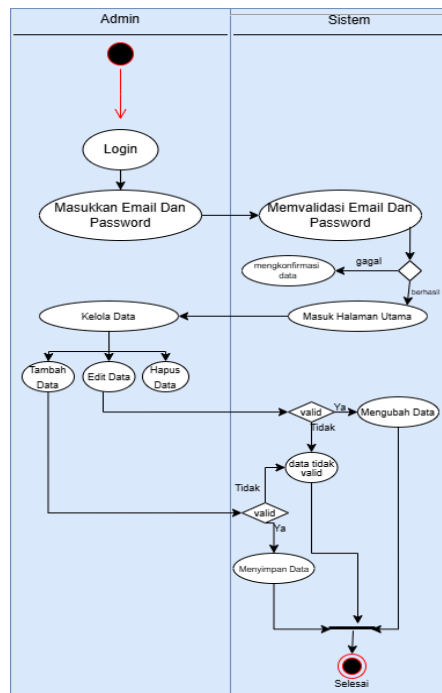 Admin
Sistem
Login
Masukkan Email Dan
Password
Memvalidasi Email Dan
Password
gagal
mengkonfirmasi
data
berhasil
Kelola Data
Masuk Halaman Utama
Tambah
Data
Edit Data
Hapus
Data
valid
Ya
Mengubah Data
Tidak
data tidak
valid
Tidak
valid
Ya
Menyimpan Data
Selesai